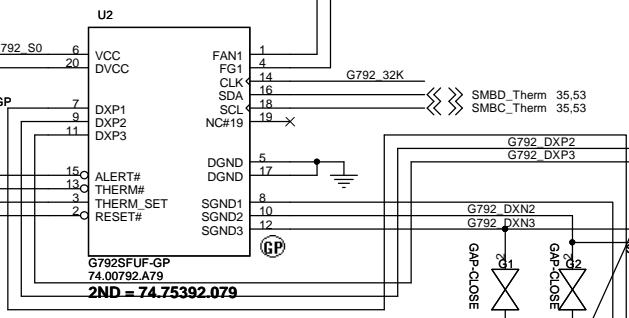 U2
792_S0
6
VCC
20
DVCC
GP
7
DXP1
9
DXP2
11
DXP3
15
ALERT#
13
THERM#
3
THERM_SET
2
RESET#
FAN1
1
FG1
4
CLK
14
G792_32K
SDA
16
SMBD_Therm 35,53
SCL
18
SMBC_Therm 35,53
NC#19
19
G792_DXP2
G792_DXP3
DGND
5
DGND
17
SGND1
8
SGND2
10
G792_DXN2
SGND3
12
G792_DXN3
GP
G792SFUF-GP
74.00792.A79
2ND = 74.75392.079
GAP-CLOSE
2
G1
GAP-CLOSE
2
G2